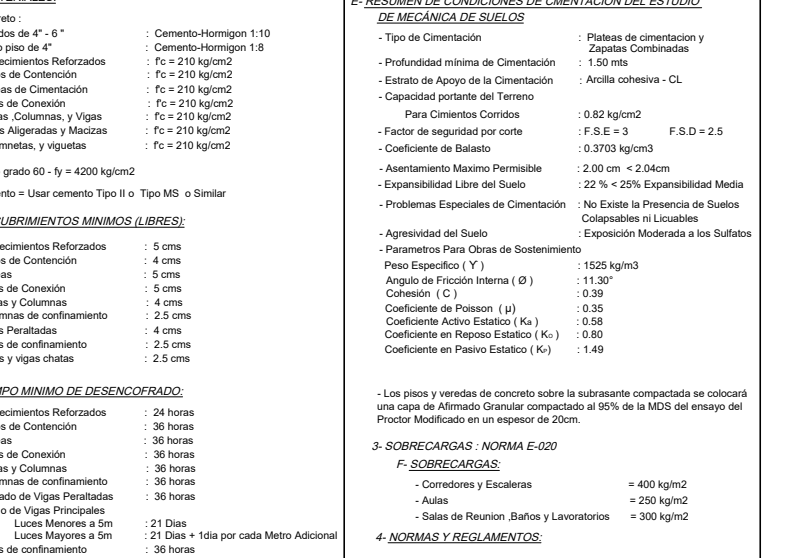 reto :
dos de 4" - 6 " : Cemento-Hormigon 1:10
o piso de 4" : Cemento-Hormigon 1:8
ecimientos Reforzados : f'c = 210 kg/cm2
es de Contención : f'c = 210 kg/cm2
as de Cimentación : f'c = 210 kg/cm2
s de Conexión : f'c = 210 kg/cm2
as ,Columnas, y Vigas : f'c = 210 kg/cm2
s Aligeradas y Macizas : f'c = 210 kg/cm2
mnetas, y viguetas : f'c = 210 kg/cm2
grado 60 - fy = 4200 kg/cm2
nto = Usar cemento Tipo II o Tipo MS o Similar
UBRIMIENTOS MINIMOS (LIBRES):
ecimientos Reforzados : 5 cms
es de Contención : 4 cms
as : 5 cms
s de Conexión : 5 cms
as y Columnas : 4 cms
mnas de confinamiento : 2.5 cms
s Peraltadas : 4 cms
s de confinamiento : 2.5 cms
s y vigas chatas : 2.5 cms
MPO MINIMO DE DESENCOFRADO:
ecimientos Reforzados : 24 horas
es de Contención : 36 horas
as : 36 horas
s de Conexión : 36 horas
as y Columnas : 36 horas
mnas de confinamiento : 36 horas
ado de Vigas Peraltadas : 36 horas
o de Vigas Principales
Luces Menores a 5m : 21 Dias
Luces Mayores a 5m : 21 Dias + 1dia por cada Metro Adicional
s de confinamiento : 36 horas
E- RESUMEN DE CONDICIONES DE CMENTACION DEL ESTUDIO
DE MECÁNICA DE SUELOS
- Tipo de Cimentación : Plateas de cimentacion y
Zapatas Combinadas
- Profundidad mínima de Cimentación : 1.50 mts
- Estrato de Apoyo de la Cimentación : Arcilla cohesiva - CL
- Capacidad portante del Terreno
Para Cimientos Corridos : 0.82 kg/cm2
- Factor de seguridad por corte : F.S.E = 3 F.S.D = 2.5
- Coeficiente de Balasto : 0.3703 kg/cm3
- Asentamiento Maximo Permisible : 2.00 cm < 2.04cm
- Expansibilidad Libre del Suelo : 22 % < 25% Expansibilidad Media
- Problemas Especiales de Cimentación : No Existe la Presencia de Suelos
Colapsables ni Licuables
- Agresividad del Suelo : Exposición Moderada a los Sulfatos
- Parametros Para Obras de Sostenimiento
Peso Especifico ( ϒ ) : 1525 kg/m3
Angulo de Fricción Interna ( Ø ) : 11.30°
Cohesión ( C ) : 0.39
Coeficiente de Poisson ( μ) : 0.35
Coeficiente Activo Estatico ( Ka ) : 0.58
Coeficiente en Reposo Estatico ( Ko ) : 0.80
Coeficiente en Pasivo Estatico ( KP) : 1.49
- Los pisos y veredas de concreto sobre la subrasante compactada se colocará
una capa de Afirmado Granular compactado al 95% de la MDS del ensayo del
Proctor Modificado en un espesor de 20cm.
3- SOBRECARGAS : NORMA E-020
F- SOBRECARGAS:
- Corredores y Escaleras = 400 kg/m2
- Aulas = 250 kg/m2
- Salas de Reunion ,Baños y Lavoratorios = 300 kg/m2
4- NORMAS Y REGLAMENTOS: